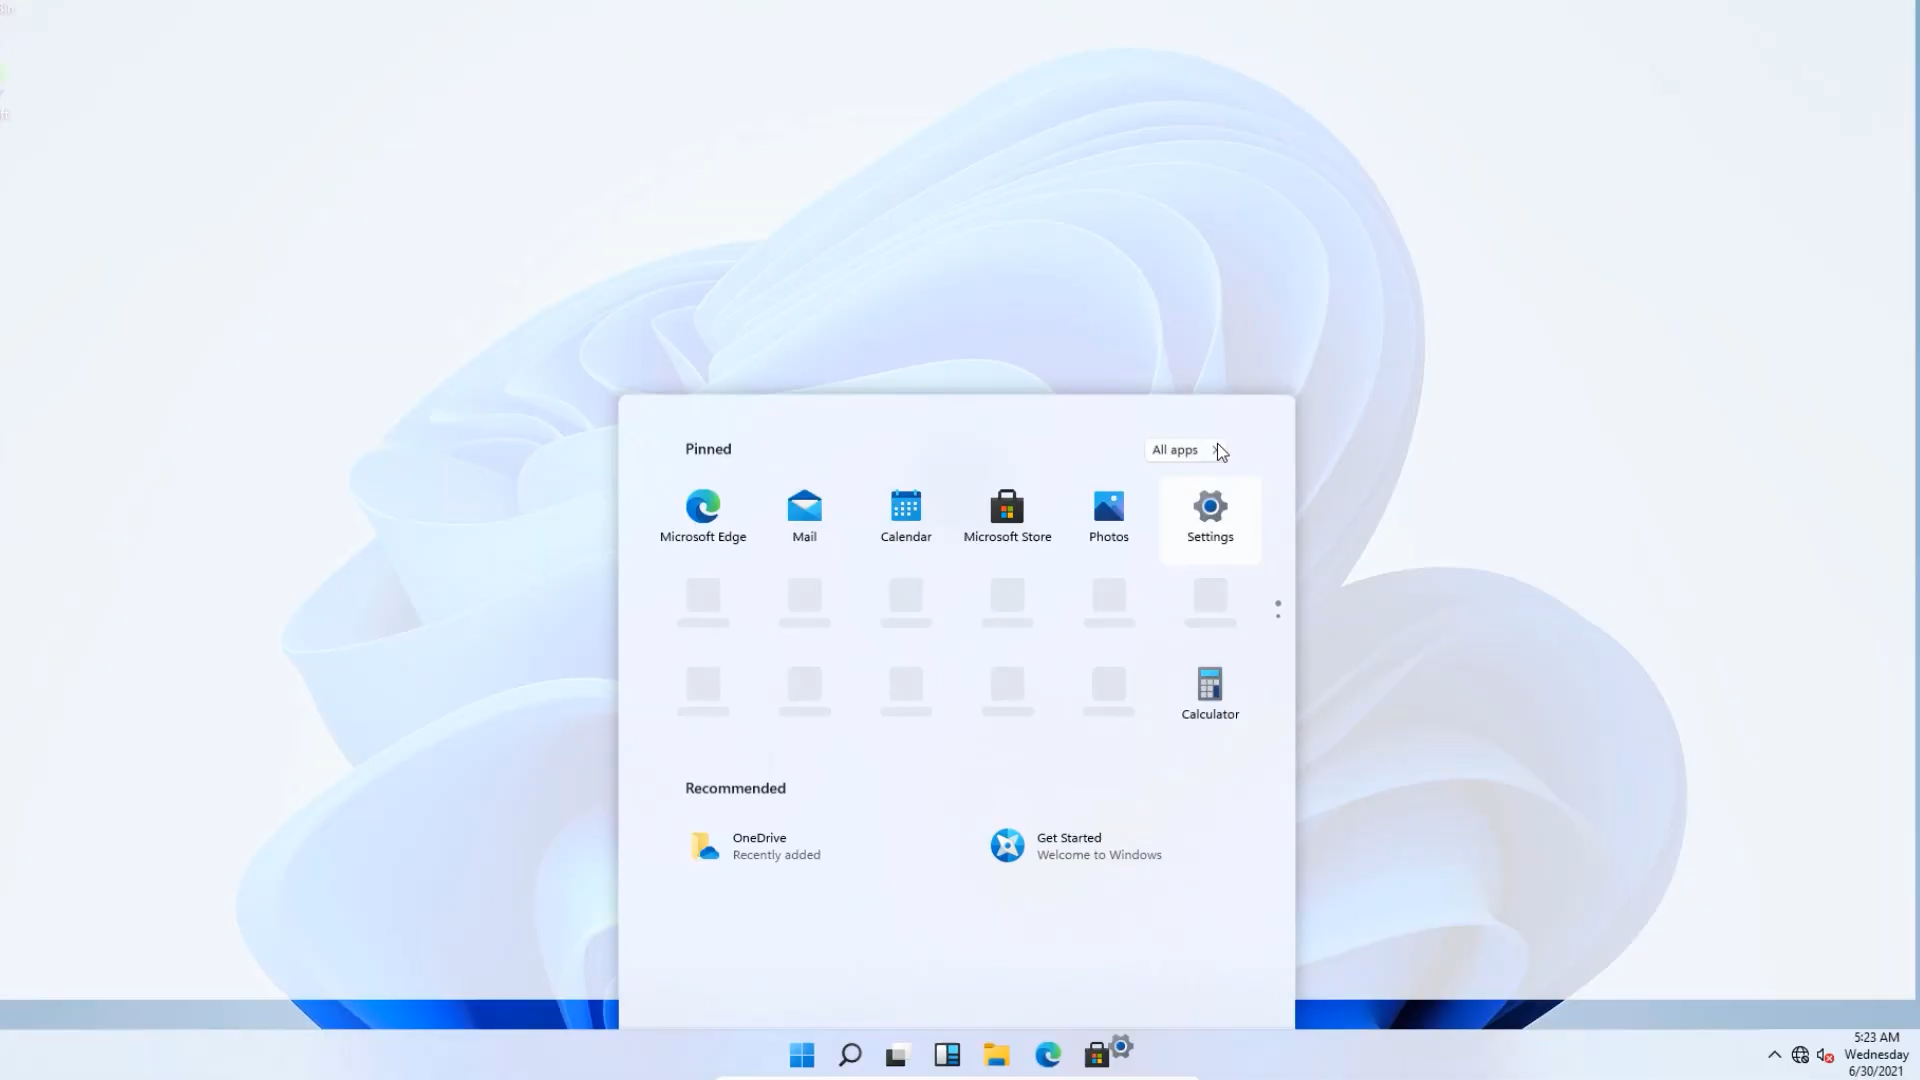 Pinned
All apps
Microsoft Edge
Mail
Calendar
Microsoft Store
Photos
Settings
Calculator
Recommended
OneDrive
Recently added
Get Started
Welcome to Windows
5:23 AM
Wednesday
6/30/2021